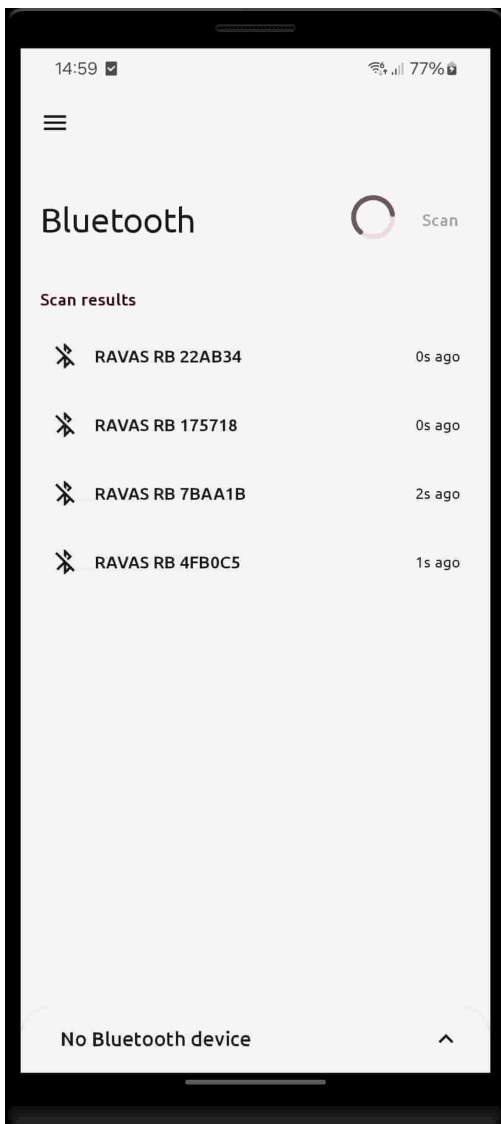 14:59 77%
Bluetooth Scan
Scan results
RAVAS RB 22AB34 0s ago
RAVAS RB 175718 0s ago
RAVAS RB 7BAA1B 2s ago
RAVAS RB 4FB0C5 1s ago
No Bluetooth device